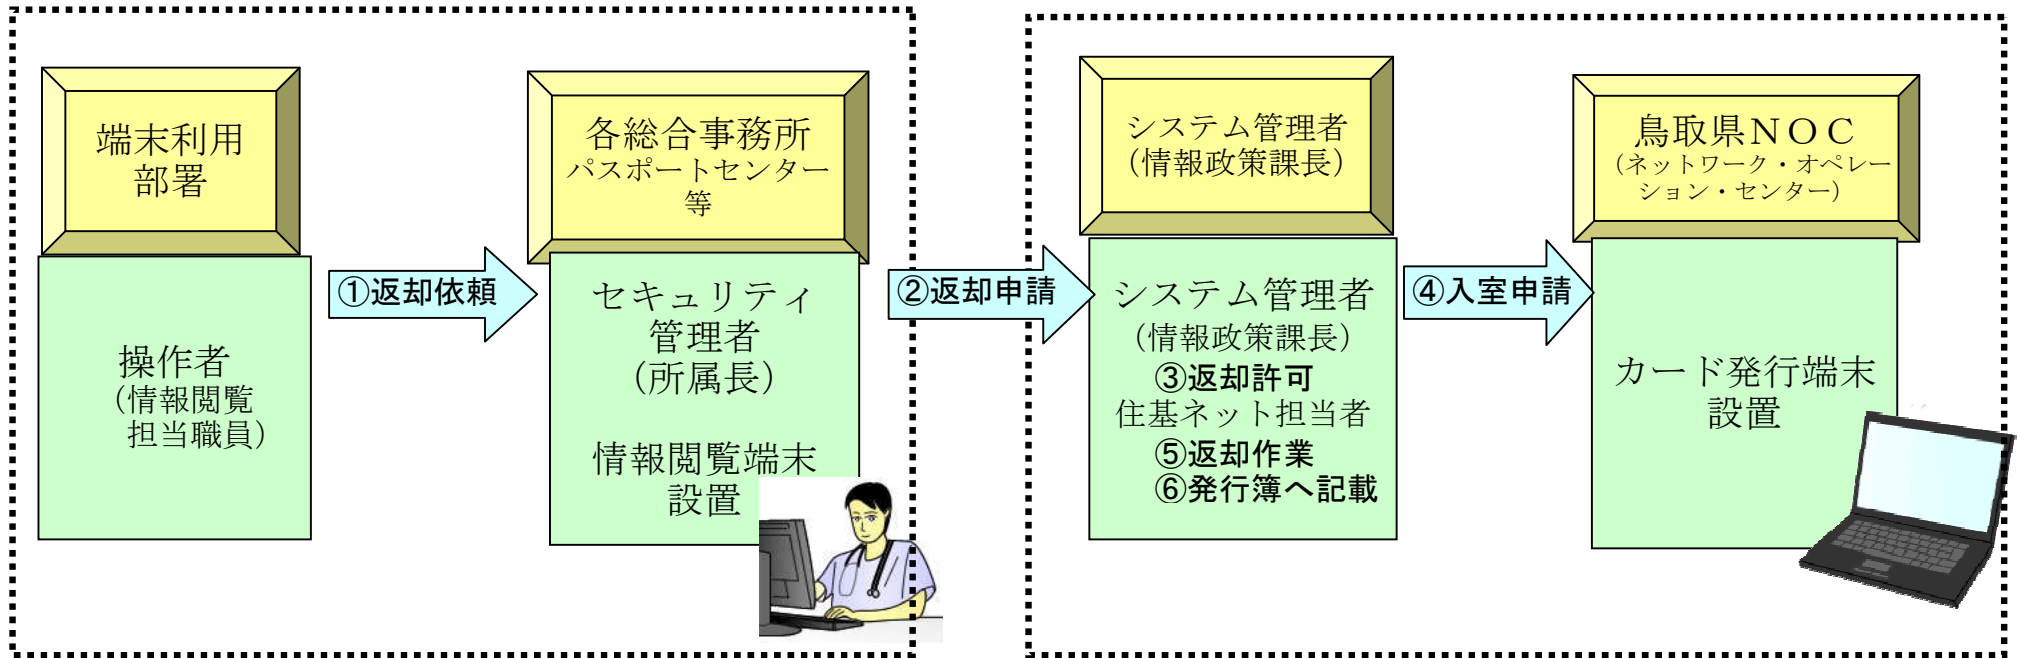 端末利用
部署
操作者
（情報閲覧
担当職員）
①返却依頼
各総合事務所
パスポートセンター
等
セキュリティ
管理者
（所属長）
情報閲覧端末
設置
②返却申請
システム管理者
（情報政策課長）
システム管理者
（情報政策課長）
③返却許可
住基ネット担当者
⑤返却作業
⑥発行簿へ記載
④入室申請
鳥取県ＮＯＣ
（ネットワーク・オペレー
ション・センター）
カード発行端末
設置